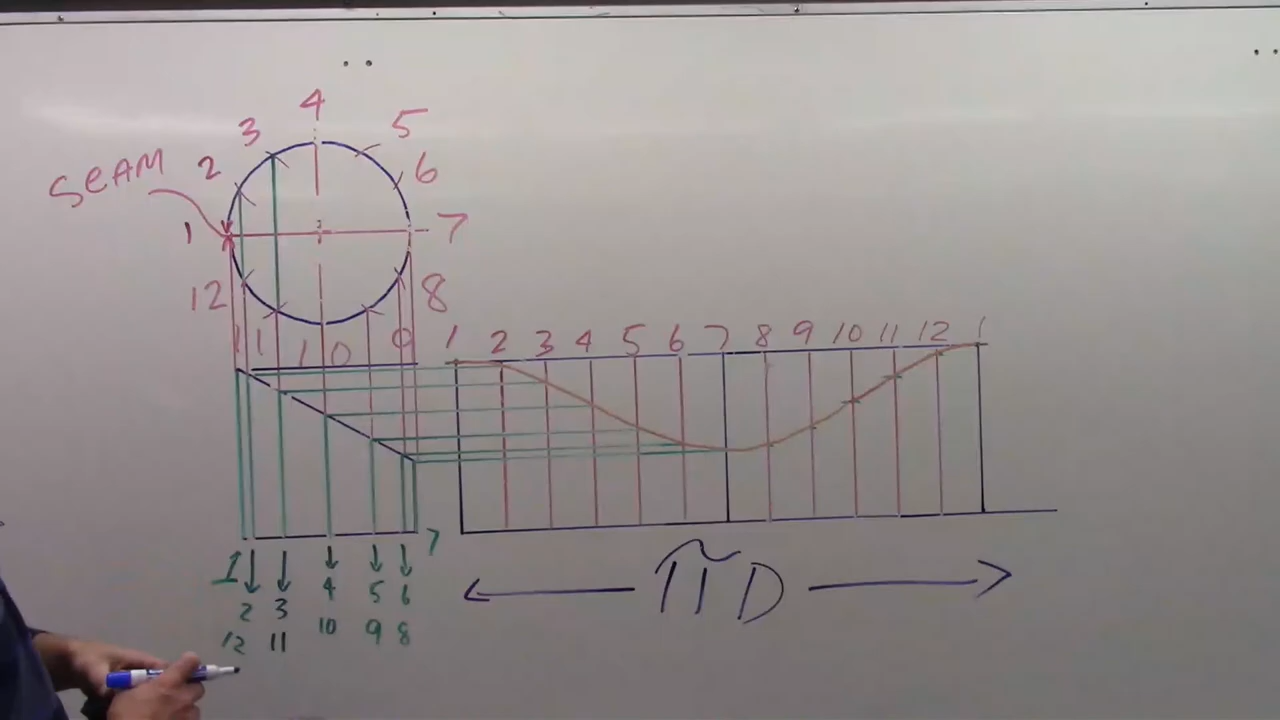 4
3 5
2 6
SEAM
1 7
12 8
11 10 9
1 2 3 4 5 6 7 8 9 10 11 12 1
7
1 2 3 4 5 6
12 11 10 9 8
π D